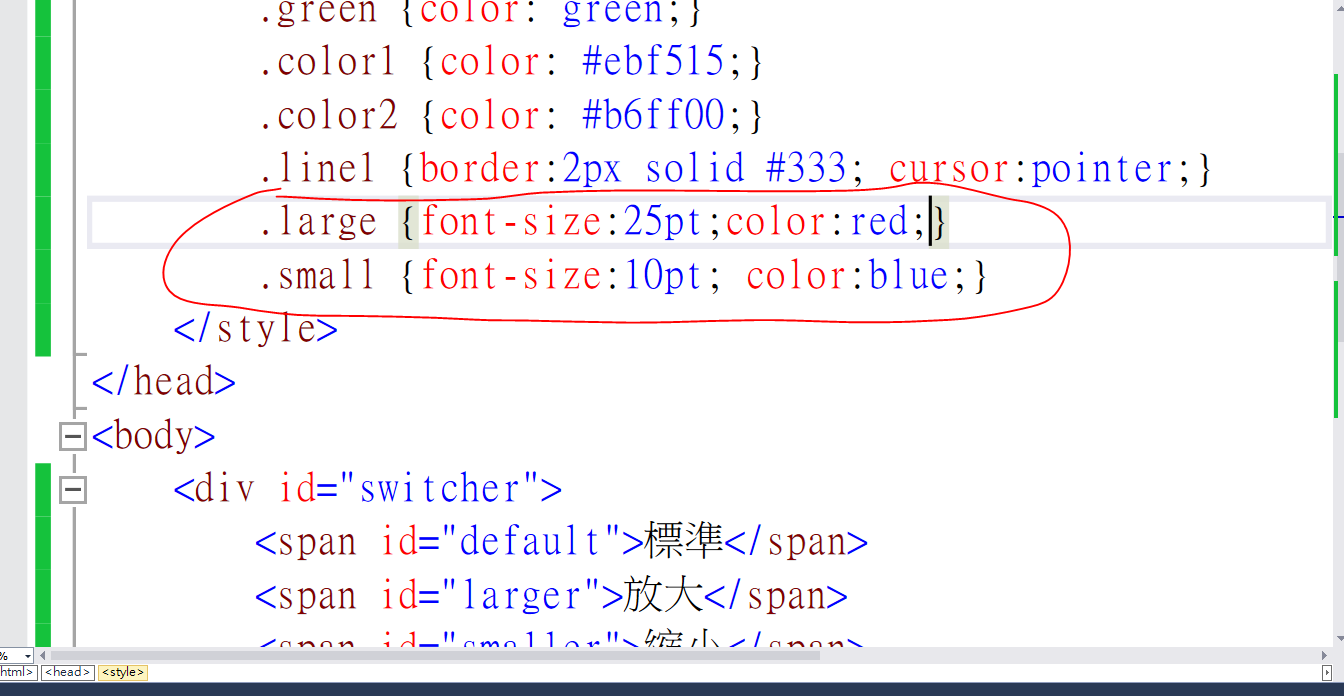 .green {color: green;}
.color1 {color: #ebf515;}
.color2 {color: #b6ff00;}
.line1 {border:2px solid #333; cursor:pointer;}
.large {font-size:25pt;color:red;}
.small {font-size:10pt; color:blue;}
</style>
</head>
<body>
<div id="switcher">
<span id="default">標準</span>
<span id="larger">放大</span>
<span id="smaller">縮小</span>
%
html> <head> <style>